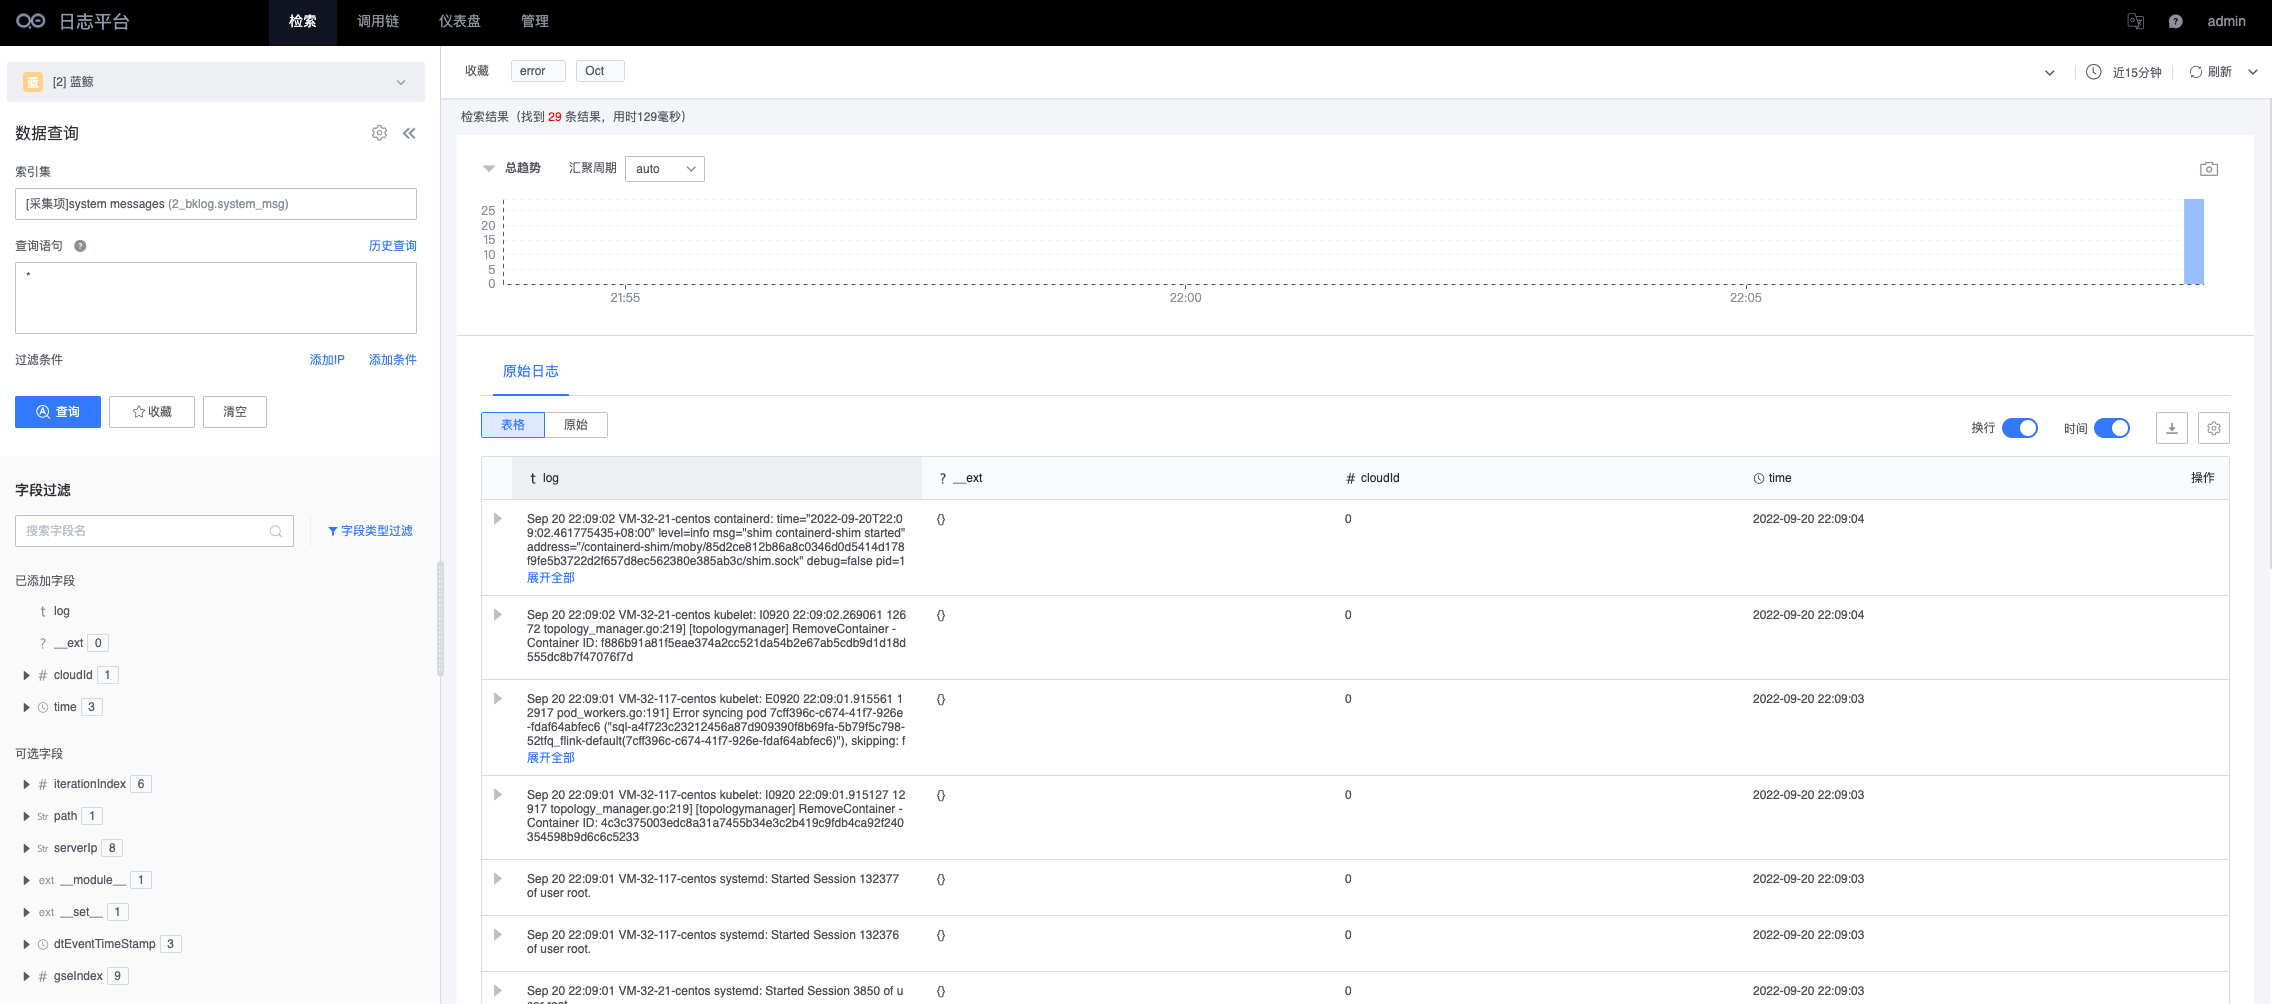 日志平台
检索 调用链 仪表盘 管理
admin
蓝 [2] 蓝鲸
数据查询
索引集
[采集项]system messages (2_bklog.system_msg)
查询语句 ? 历史查询
*
过滤条件 添加IP 添加条件
查询 收藏 清空
字段过滤
搜索字段名 字段类型过滤
已添加字段
t log
? __ext 0
# cloudId 1
time 3
可选字段
# iterationIndex 6
Str path 1
Str serverIp 8
ext __module__ 1
ext __set__ 1
dtEventTimeStamp 3
# gseIndex 9
收藏 error Oct
近15分钟 刷新
检索结果（找到 29 条结果，用时129毫秒）
总趋势 汇聚周期 auto
25
20
15
10
5
0
21:55 22:00 22:05
原始日志
表格 原始
换行 时间
t log ? __ext # cloudId time 操作
Sep 20 22:09:02 VM-32-21-centos containerd: time="2022-09-20T22:0 {} 0 2022-09-20 22:09:04
9:02.461775435+08:00" level=info msg="shim containerd-shim started"
address="/containerd-shim/moby/85d2ce812b86a8c0346d0d5414d178
f9fe5b3722d2f657d8ec562380e385ab3c/shim.sock" debug=false pid=1
展开全部
Sep 20 22:09:02 VM-32-21-centos kubelet: I0920 22:09:02.269061 126 {} 0 2022-09-20 22:09:04
72 topology_manager.go:219] [topologymanager] RemoveContainer -
Container ID: f886b91a81f5eae374a2cc521da54b2e67ab5cdb9d1d18d
555dc8b7f47076f7d
Sep 20 22:09:01 VM-32-117-centos kubelet: E0920 22:09:01.915561 1 {} 0 2022-09-20 22:09:03
2917 pod_workers.go:191] Error syncing pod 7cff396c-c674-41f7-926e
-fdaf64abfec6 ("sql-a4f723c23212456a87d909390f8b69fa-5b79f5c798-
52tfq_flink-default(7cff396c-c674-41f7-926e-fdaf64abfec6)"), skipping: f
展开全部
Sep 20 22:09:01 VM-32-117-centos kubelet: I0920 22:09:01.915127 12 {} 0 2022-09-20 22:09:03
917 topology_manager.go:219] [topologymanager] RemoveContainer -
Container ID: 4c3c375003edc8a31a7455b34e3c2b419c9fdb4ca92f240
354598b9d6c6c5233
Sep 20 22:09:01 VM-32-117-centos systemd: Started Session 132377 {} 0 2022-09-20 22:09:03
of user root.
Sep 20 22:09:01 VM-32-117-centos systemd: Started Session 132376 {} 0 2022-09-20 22:09:03
of user root.
Sep 20 22:09:01 VM-32-21-centos systemd: Started Session 3850 of u {} 0 2022-09-20 22:09:03
ser root.